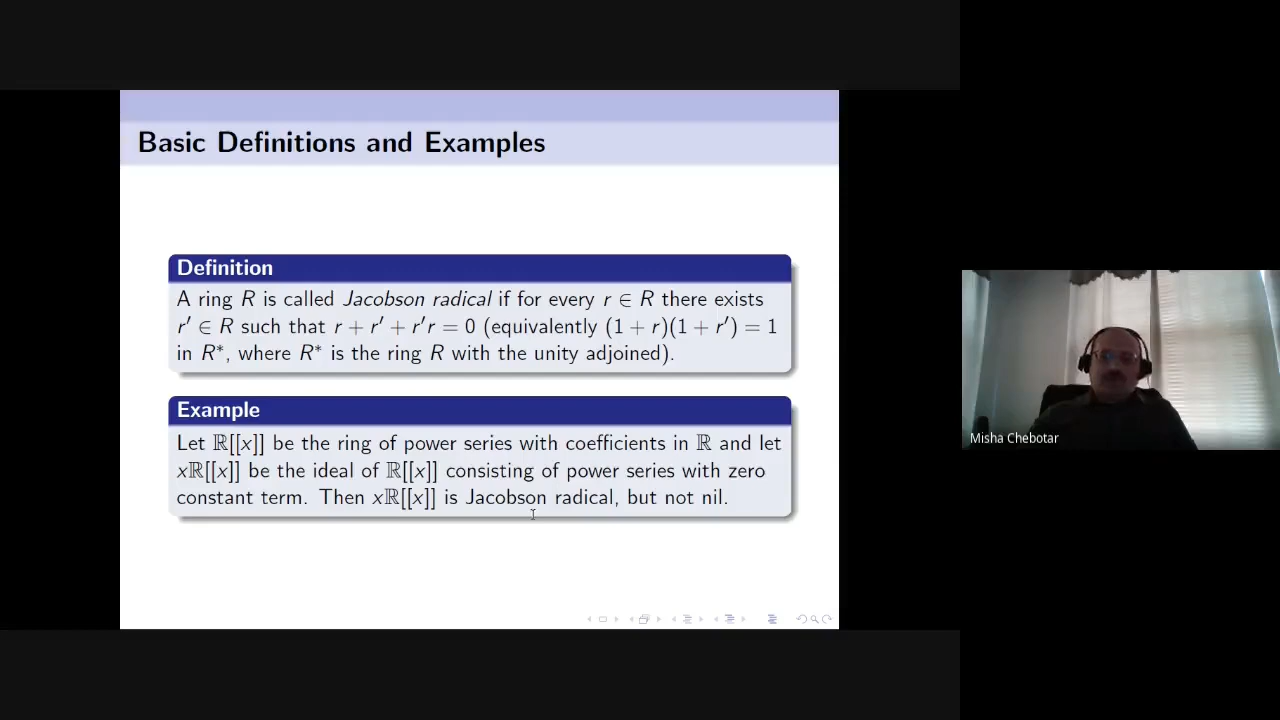 Basic Definitions and Examples
Definition
A ring R is called Jacobson radical if for every r ∈ R there exists
r′ ∈ R such that r + r′ + r′r = 0 (equivalently (1 + r)(1 + r′) = 1
in R*, where R* is the ring R with the unity adjoined).
Example
Let ℝ[[x]] be the ring of power series with coefficients in ℝ and let
xℝ[[x]] be the ideal of ℝ[[x]] consisting of power series with zero
constant term. Then xℝ[[x]] is Jacobson radical, but not nil.
Misha Chebotar